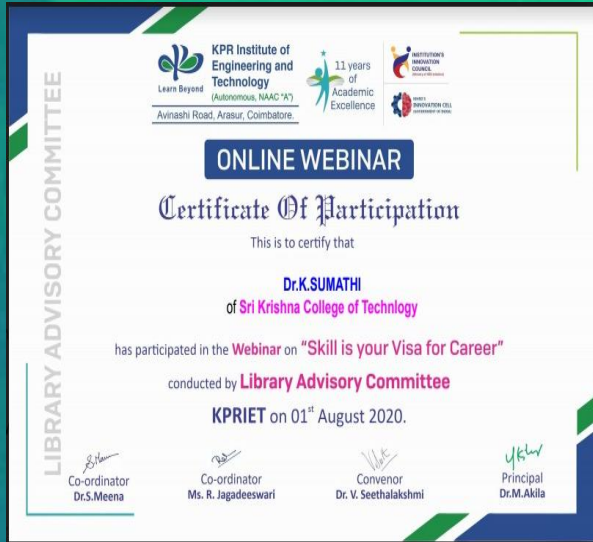 LIBRARY ADVISORY COMMITTEE
Learn Beyond
KPR Institute of
Engineering and
Technology
(Autonomous, NAAC "A")
Avinashi Road, Arasur, Coimbatore.
11 years
of
Academic
Excellence
INSTITUTION'S
INNOVATION
COUNCIL
INNOVATION CELL
ONLINE WEBINAR
Certificate Of Participation
This is to certify that
Dr.K.SUMATHI
of Sri Krishna College of Technlogy
has participated in the Webinar on "Skill is your Visa for Career"
conducted by Library Advisory Committee
KPRIET on 01st August 2020.
Co-ordinator
Dr.S.Meena
Co-ordinator
Ms. R. Jagadeeswari
Convenor
Dr. V. Seethalakshmi
Principal
Dr.M.Akila